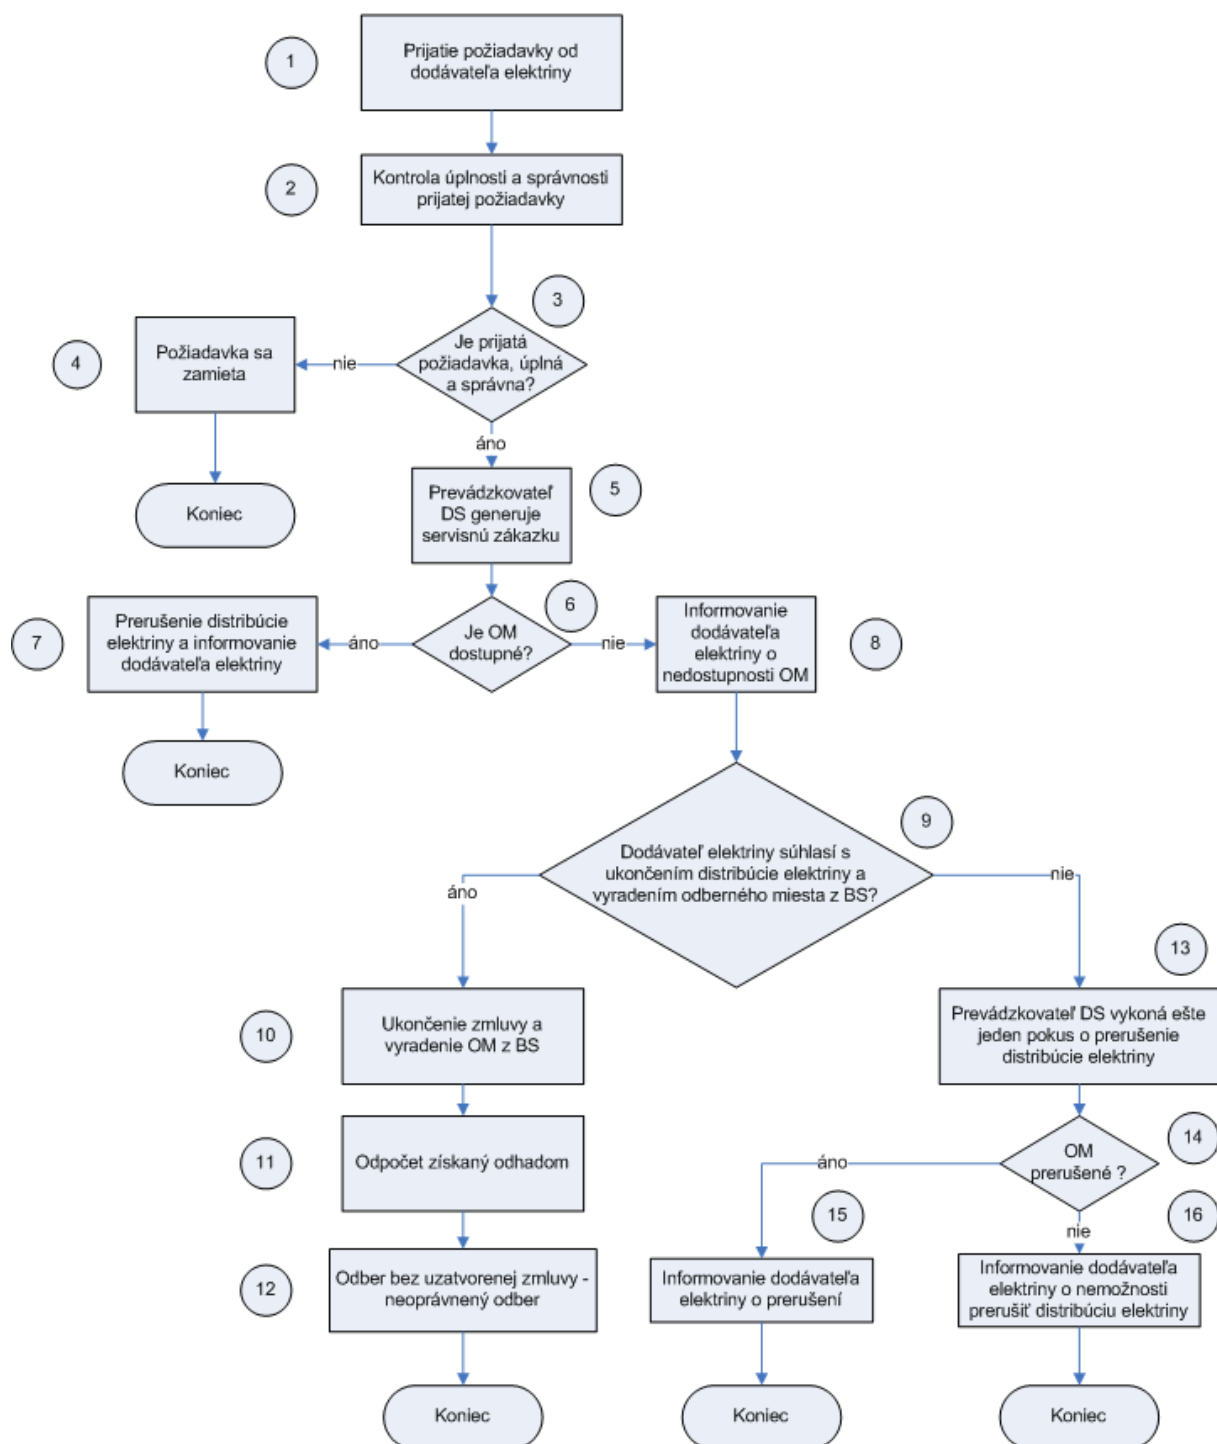 1
Prijatie požiadavky od
dodávateľa elektriny
2
Kontrola úplnosti a správnosti
prijatej požiadavky
3
4
Požiadavka sa
zamieta
nie
Je prijatá
požiadavka, úplná
a správna?
áno
Koniec
Prevádzkovateľ
DS generuje
servisnú zákazku
5
6
7
Prerušenie distribúcie
elektriny a informovanie
dodávateľa elektriny
áno
Je OM
dostupné?
nie
Informovanie
dodávateľa
elektriny o
nedostupnosti OM
8
Koniec
9
Dodávateľ elektriny súhlasí s
ukončením distribúcie elektriny a
vyradením odberného miesta z BS?
áno
nie
13
10
Ukončenie zmluvy a
vyradenie OM z BS
Prevádzkovateľ DS vykoná ešte
jeden pokus o prerušenie
distribúcie elektriny
11
Odpočet získaný odhadom
14
áno
OM
prerušené ?
15
16
nie
12
Odber bez uzatvorenej zmluvy -
neoprávnený odber
Informovanie dodávateľa
elektriny o prerušení
Informovanie dodávateľa
elektriny o nemožnosti
prerušiť distribúciu elektriny
Koniec
Koniec
Koniec